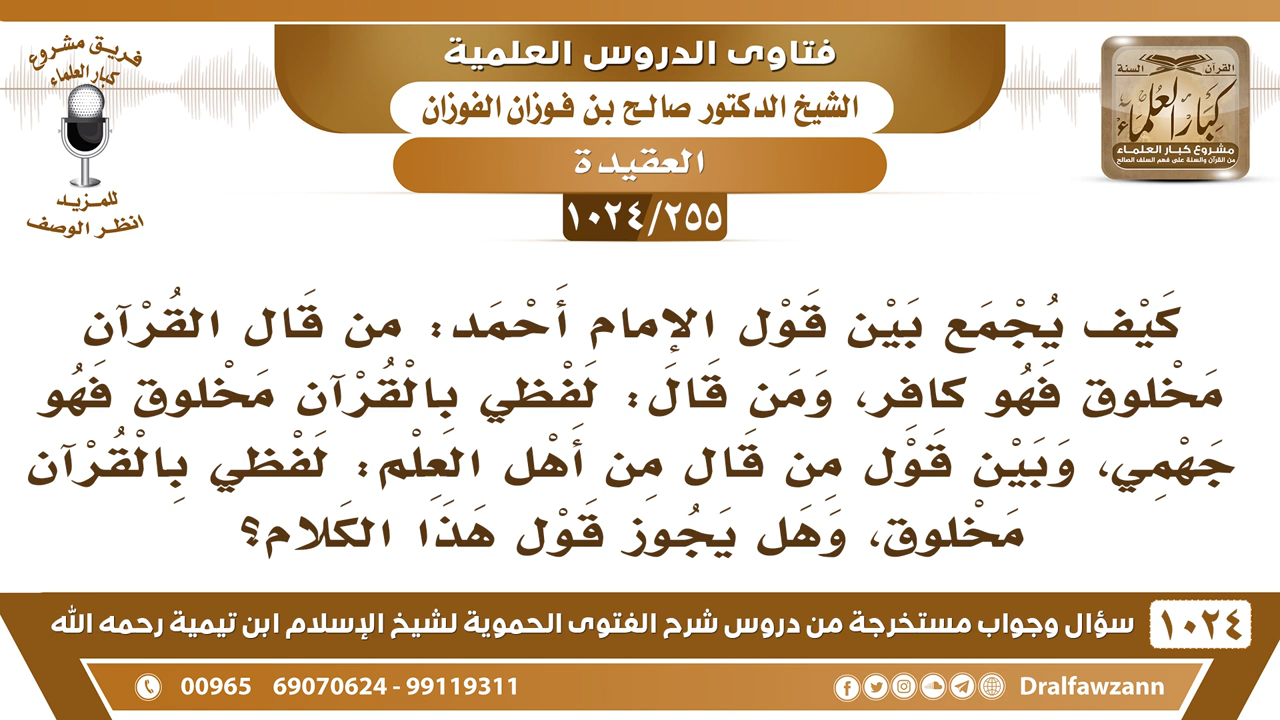 فتاوى الدروس العلمية
الشيخ الدكتور صالح بن فوزان الفوزان
العقيدة
١٠٢٤/٢٥٥
فريق مشروع
كبار العلماء
للمزيد
انظر الوصف
القرآن السنة
كبار العلماء
مشروع كبار العلماء
من القرآن والسنة على فهم السلف الصالح
كَيْف يُجْمَع بَيْن قَوْل الإمام أَحْمَد: من قَال القُرْآن
مَخْلوق فَهُو كافر، وَمَن قَالَ: لَفْظي بِالْقُرْآن مَخْلوق فَهُو
جَهْمِي، وَبَيْن قَوْل من قَال مِن أَهْل العَِلْم: لَفْظي بِالْقُرْآن
مَخْلوق، وَهَل يَجُوز قَوْل هَذَا الكَلام؟
١٠٢٤ سؤال وجواب مستخرجة من دروس شرح الفتوى الحموية لشيخ الإسلام ابن تيمية رحمه الله
00965 69070624 - 99119311
Dralfawzann